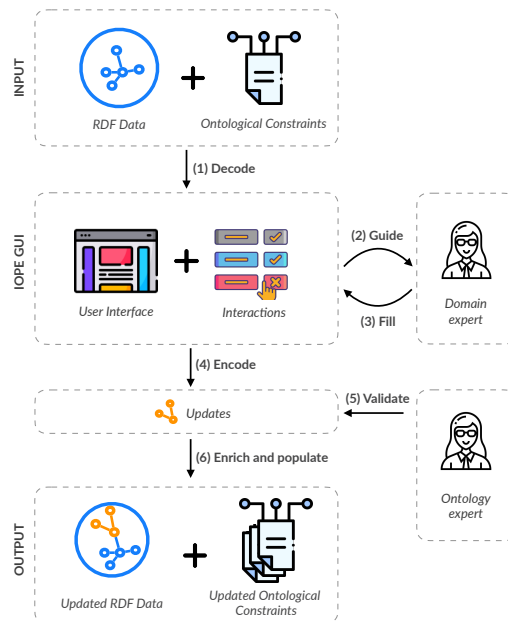 INPUT
RDF Data
Ontological Constraints
(1) Decode
IOPE GUI
User Interface
Interactions
(2) Guide
(3) Fill
Domain
expert
(4) Encode
Updates
(5) Validate
(6) Enrich and populate
Ontology
expert
OUTPUT
Updated RDF Data
Updated Ontological
Constraints